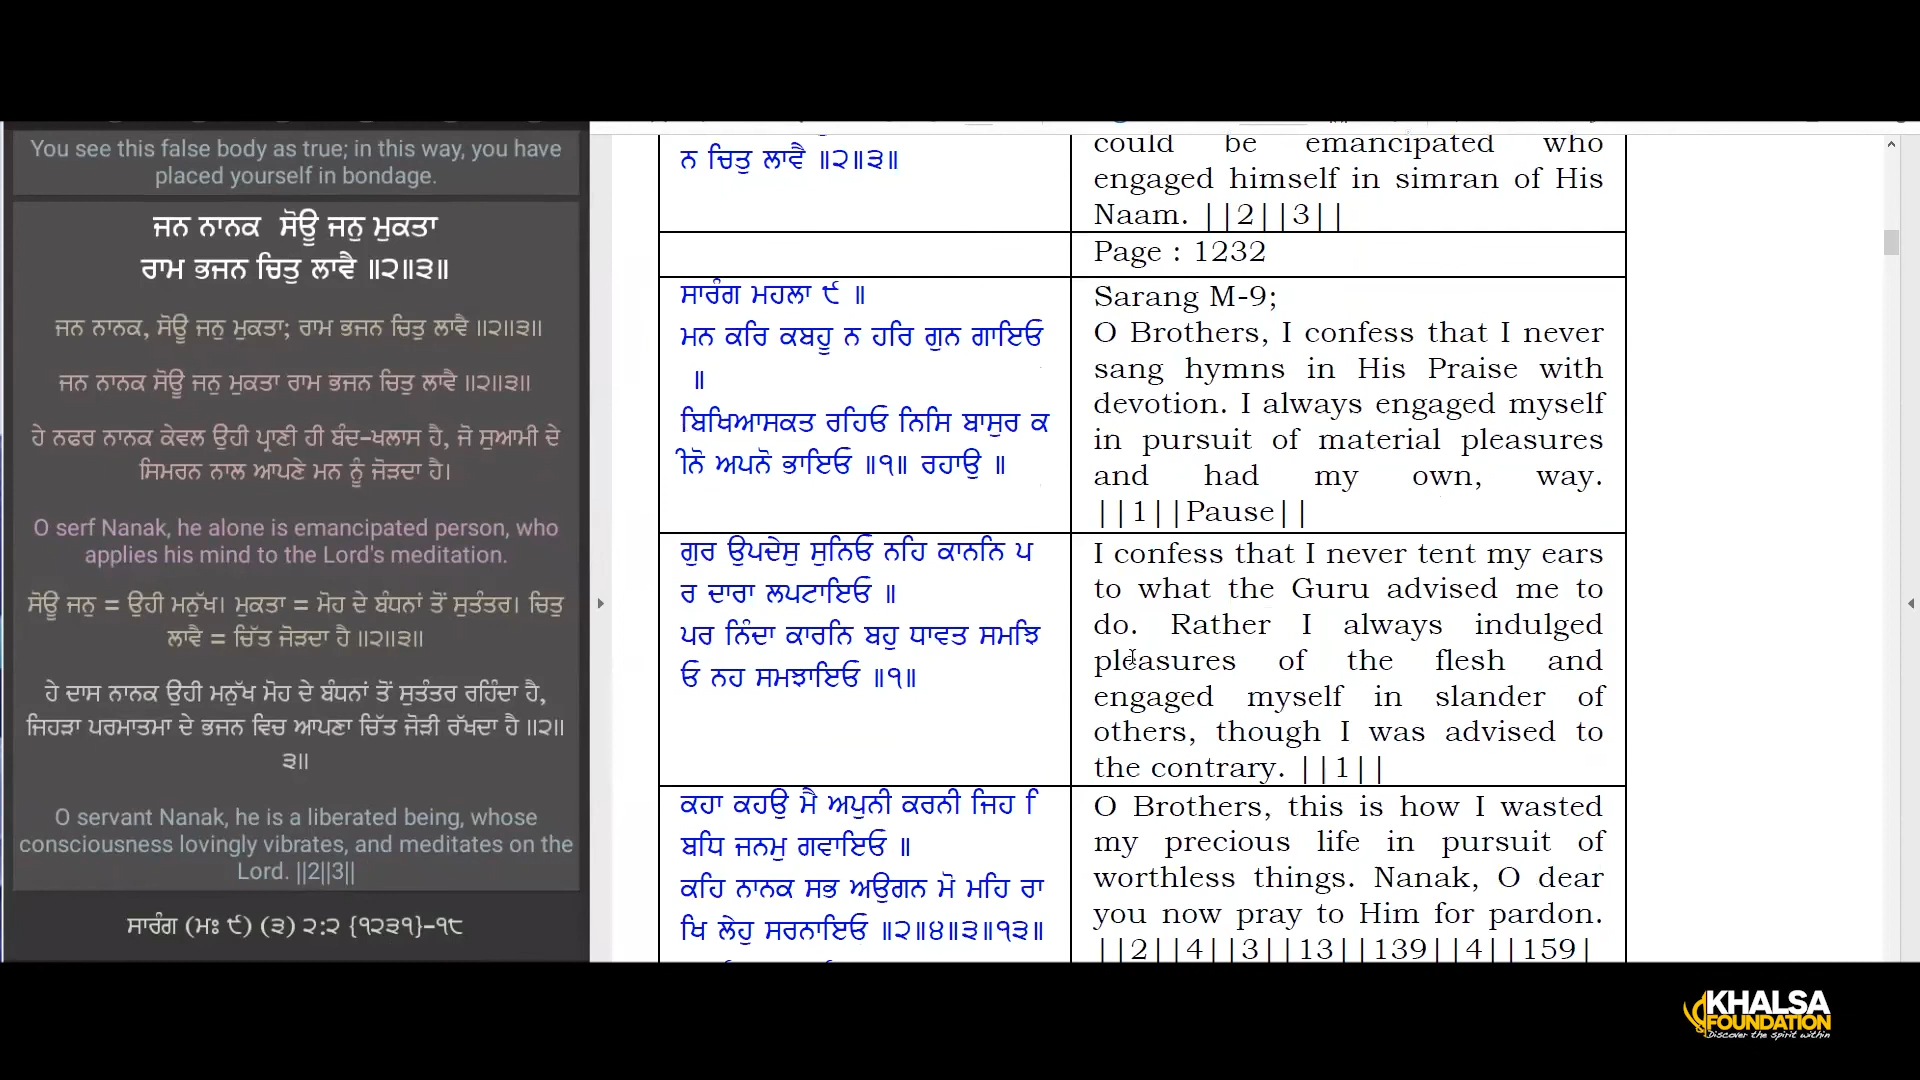 You see this false body as true; in this way, you have
placed yourself in bondage.
ਜਨ ਨਾਨਕ ਸੋਊ ਜਨੁ ਮੁਕਤਾ
ਰਾਮ ਭਜਨ ਚਿਤੁ ਲਾਵੈ ॥੨॥੩॥
ਜਨ ਨਾਨਕ, ਸੋਊ ਜਨੁ ਮੁਕਤਾ; ਰਾਮ ਭਜਨ ਚਿਤੁ ਲਾਵੈ ॥੨॥੩॥
ਜਨ ਨਾਨਕ ਸੋਊ ਜਨੁ ਮੁਕਤਾ ਰਾਮ ਭਜਨ ਚਿਤੁ ਲਾਵੈ ॥੨॥੩॥
ਹੇ ਨਫਰ ਨਾਨਕ ਕੇਵਲ ਉਹੀ ਪ੍ਰਾਣੀ ਹੀ ਬੰਦ-ਖਲਾਸ ਹੈ, ਜੋ ਸੁਆਮੀ ਦੇ
ਸਿਮਰਨ ਨਾਲ ਆਪਣੇ ਮਨ ਨੂੰ ਜੋੜਦਾ ਹੈ।
O serf Nanak, he alone is emancipated person, who
applies his mind to the Lord's meditation.
ਸੋਊ ਜਨੁ = ਉਹੀ ਮਨੁੱਖ। ਮੁਕਤਾ = ਮੋਹ ਦੇ ਬੰਧਨਾਂ ਤੋਂ ਸੁਤੰਤਰ। ਚਿਤੁ
ਲਾਵੈ = ਚਿੱਤ ਜੋੜਦਾ ਹੈ ॥੨॥੩॥
ਹੇ ਦਾਸ ਨਾਨਕ ਉਹੀ ਮਨੁੱਖ ਮੋਹ ਦੇ ਬੰਧਨਾਂ ਤੋਂ ਸੁਤੰਤਰ ਰਹਿੰਦਾ ਹੈ,
ਜਿਹੜਾ ਪਰਮਾਤਮਾ ਦੇ ਭਜਨ ਵਿਚ ਆਪਣਾ ਚਿੱਤ ਜੋੜੀ ਰੱਖਦਾ ਹੈ ॥੨॥
੩॥
O servant Nanak, he is a liberated being, whose
consciousness lovingly vibrates, and meditates on the
Lord. ||2||3||
ਸਾਰੰਗ (ਮਃ ੯) (੩) ੨:੨ {੧੨੩੧}-੧੮
ਨ ਚਿਤੁ ਲਾਵੈ ॥੨॥੩॥
could be emancipated who
engaged himself in simran of His
Naam. ||2||3||
Page : 1232
ਸਾਰੰਗ ਮਹਲਾ ੯ ॥
ਮਨ ਕਰਿ ਕਬਹੂ ਨ ਹਰਿ ਗੁਨ ਗਾਇਓ
॥
ਬਿਖਿਆਸਕਤ ਰਹਿਓ ਨਿਸਿ ਬਾਸੁਰ ਕ
ੀਨੋ ਅਪਨੋ ਭਾਇਓ ॥੧॥ ਰਹਾਉ ॥
Sarang M-9;
O Brothers, I confess that I never
sang hymns in His Praise with
devotion. I always engaged myself
in pursuit of material pleasures
and had my own, way.
||1||Pause||
ਗੁਰ ਉਪਦੇਸੁ ਸੁਨਿਓ ਨਹਿ ਕਾਨਨਿ ਪ
ਰ ਦਾਰਾ ਲਪਟਾਇਓ ॥
ਪਰ ਨਿੰਦਾ ਕਾਰਨਿ ਬਹੁ ਧਾਵਤ ਸਮਝਿ
ਓ ਨਹ ਸਮਝਾਇਓ ॥੧॥
I confess that I never tent my ears
to what the Guru advised me to
do. Rather I always indulged
pleasures of the flesh and
engaged myself in slander of
others, though I was advised to
the contrary. ||1||
ਕਹਾ ਕਹਉ ਮੈ ਅਪੁਨੀ ਕਰਨੀ ਜਿਹ ਿ
ਬਧਿ ਜਨਮੁ ਗਵਾਇਓ ॥
ਕਹਿ ਨਾਨਕ ਸਭ ਅਉਗਨ ਮੋ ਮਹਿ ਰਾ
ਖਿ ਲੇਹੁ ਸਰਨਾਇਓ ॥੨॥੪॥੩॥੧੩॥
O Brothers, this is how I wasted
my precious life in pursuit of
worthless things. Nanak, O dear
you now pray to Him for pardon.
||2||4||3||13||139||4||159|
KHALSA
FOUNDATION
Discover the spirit within